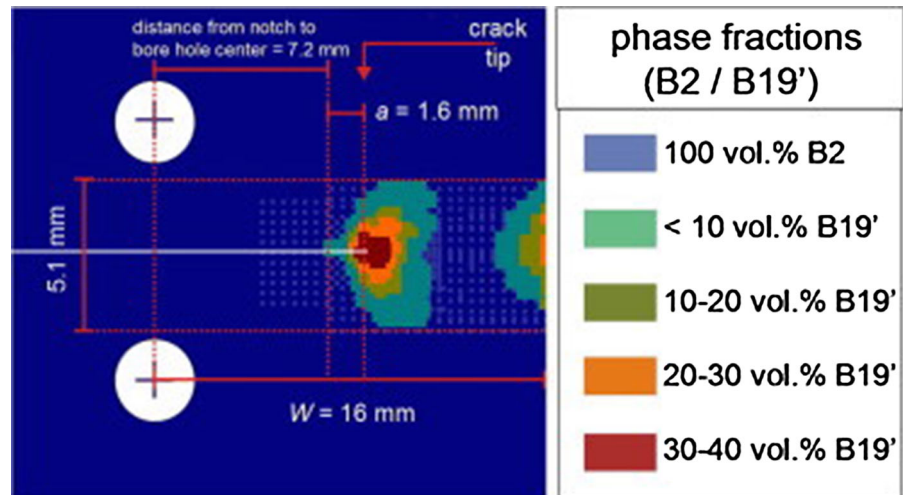 distance from notch to
bore hole center = 7.2 mm
crack
tip
a = 1.6 mm
5.1 mm
W = 16 mm
phase fractions
(B2 / B19’)
100 vol.% B2
< 10 vol.% B19’
10-20 vol.% B19’
20-30 vol.% B19’
30-40 vol.% B19’